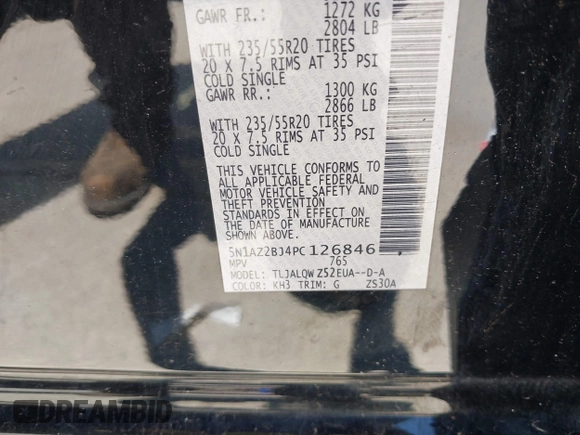 GAWR FR.: 1272 KG
2804 LB
WITH 235/55R20 TIRES
20 X 7.5 RIMS AT 35 PSI
COLD SINGLE
GAWR RR.: 1300 KG
2866 LB
WITH 235/55R20 TIRES
20 X 7.5 RIMS AT 35 PSI
COLD SINGLE
THIS VEHICLE CONFORMS TO
ALL APPLICABLE FEDERAL
MOTOR VEHICLE SAFETY AND
THEFT PREVENTION
STANDARDS IN EFFECT ON
THE DATE OF MANUFACTURE
SHOWN ABOVE.
5N1AZ2BJ4PC126846
MPV 765
MODEL: TLJALQW Z52EUA--D-A
COLOR: KH3 TRIM: G ZS30A
DREAMBID